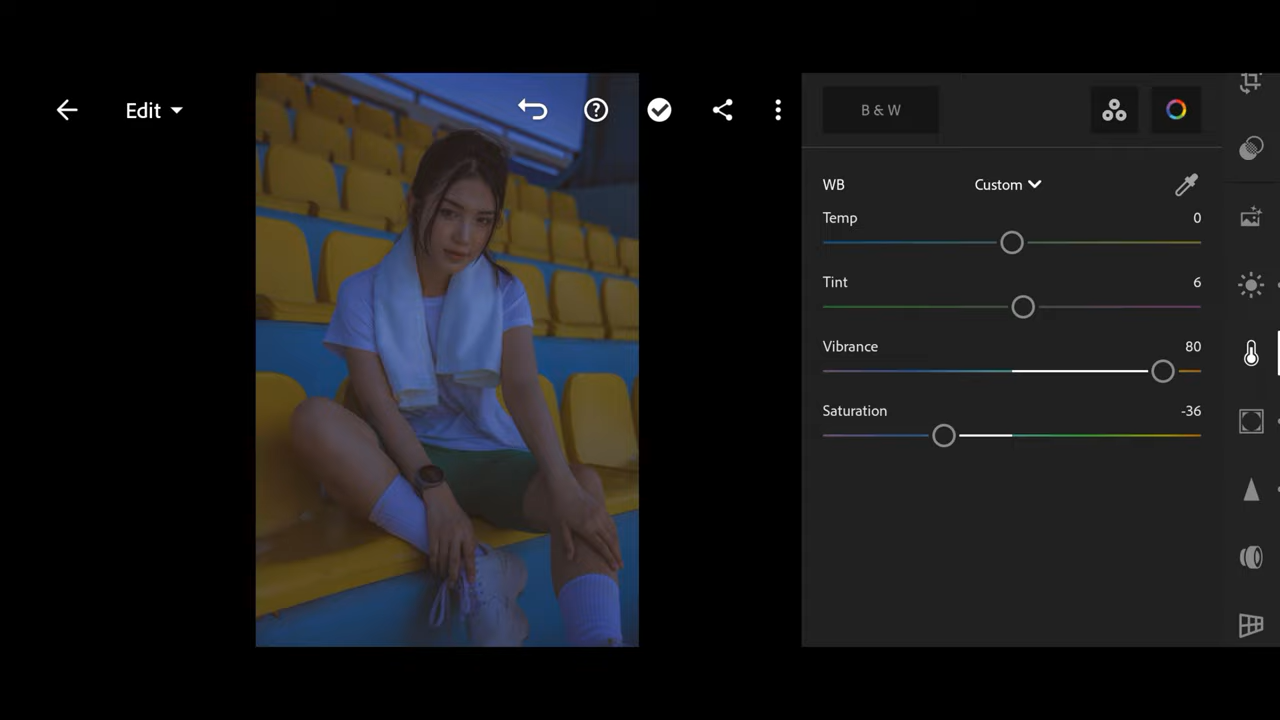 Edit
B & W
WB
Custom
Temp
0
Tint
6
Vibrance
80
Saturation
-36